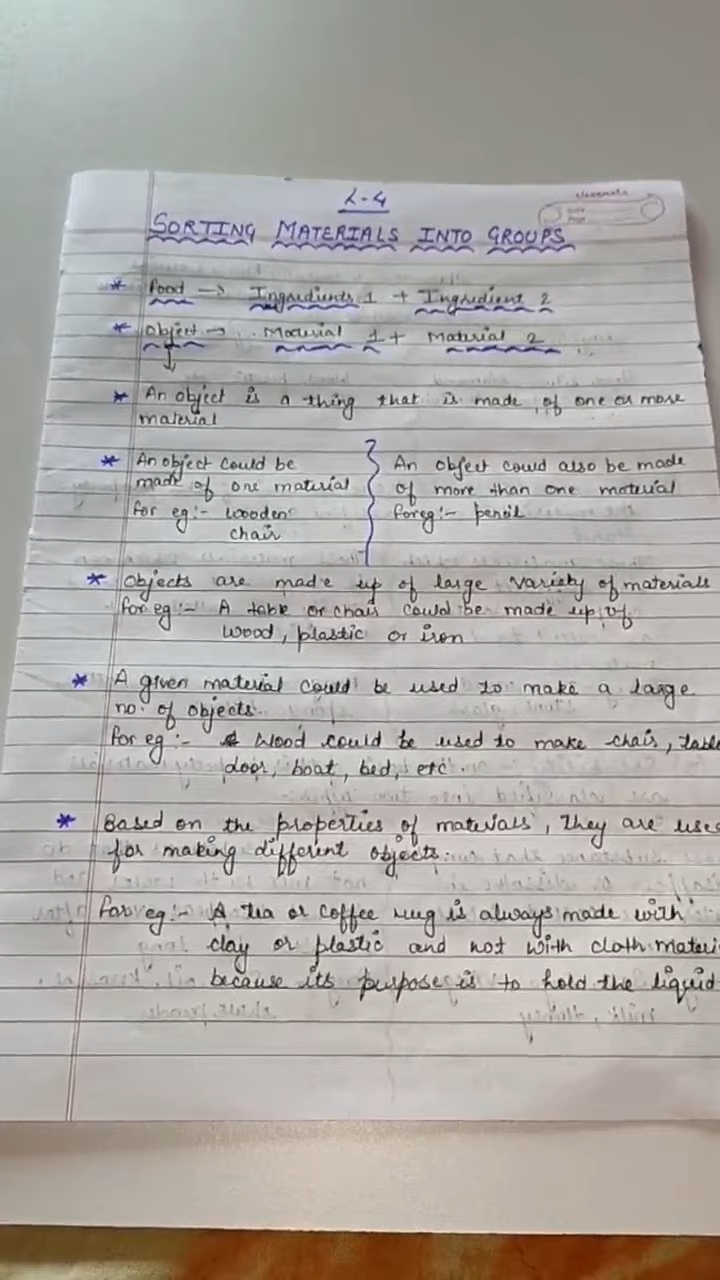 L-4
classmate
Date
Page
SORTING MATERIALS INTO GROUPS
* Food → Ingredients 1 + Ingredient 2
* Object → Material 1 + Material 2
* An object is a thing that is made of one or more
material
* An object could be
made of one material
for eg:- wooden
chair
An object could also be made
of more than one material
for eg:- pencil
* Objects are made up of large variety of materials
for eg:- A table or chair could be made up of
wood, plastic or iron
* A given material could be used to make a large
no. of objects.
for eg:- Wood could be used to make chair, table
door, boat, bed, etc.
* Based on the properties of materials, they are use
for making different objects.
for eg:- A tea or coffee mug is always made with
clay or plastic and not with cloth materi
because its purpose is to hold the liquid